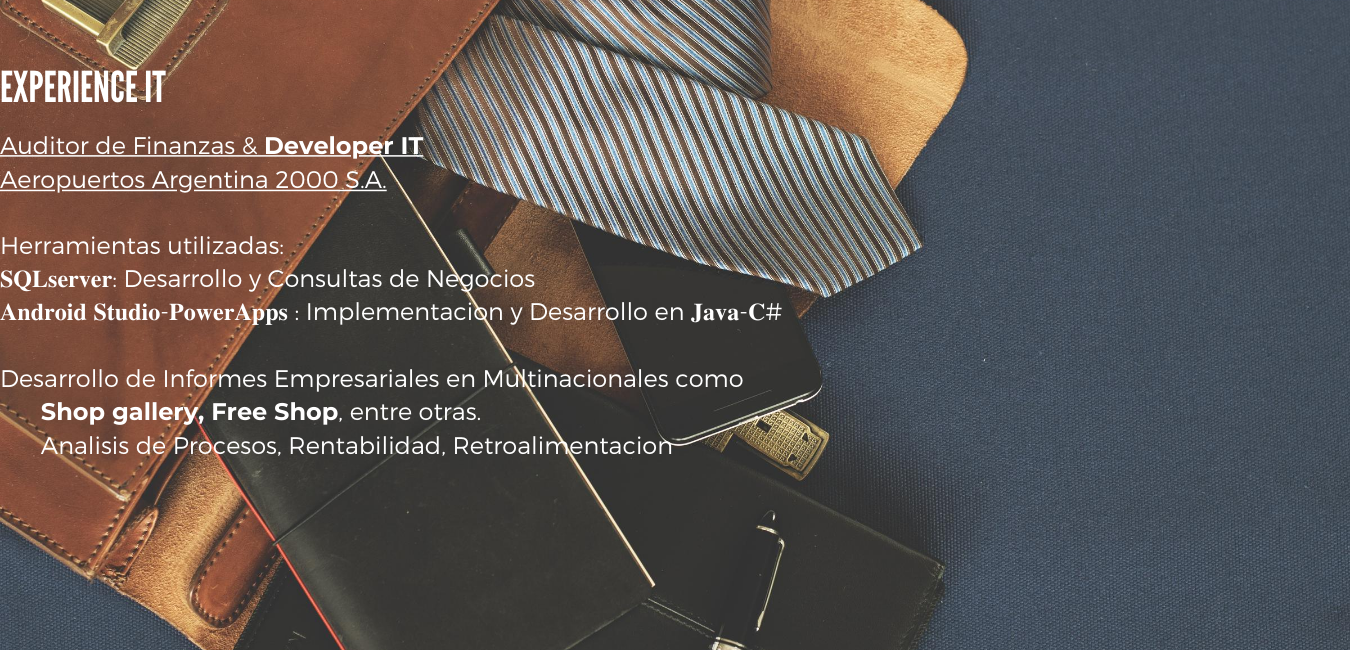 EXPERIENCE IT
Auditor de Finanzas & Developer IT
Aeropuertos Argentina 2000 S.A.
Herramientas utilizadas:
SQLserver: Desarrollo y Consultas de Negocios
Android Studio-PowerApps : Implementacion y Desarrollo en Java-C#
Desarrollo de Informes Empresariales en Multinacionales como
Shop gallery, Free Shop, entre otras.
Analisis de Procesos, Rentabilidad, Retroalimentacion